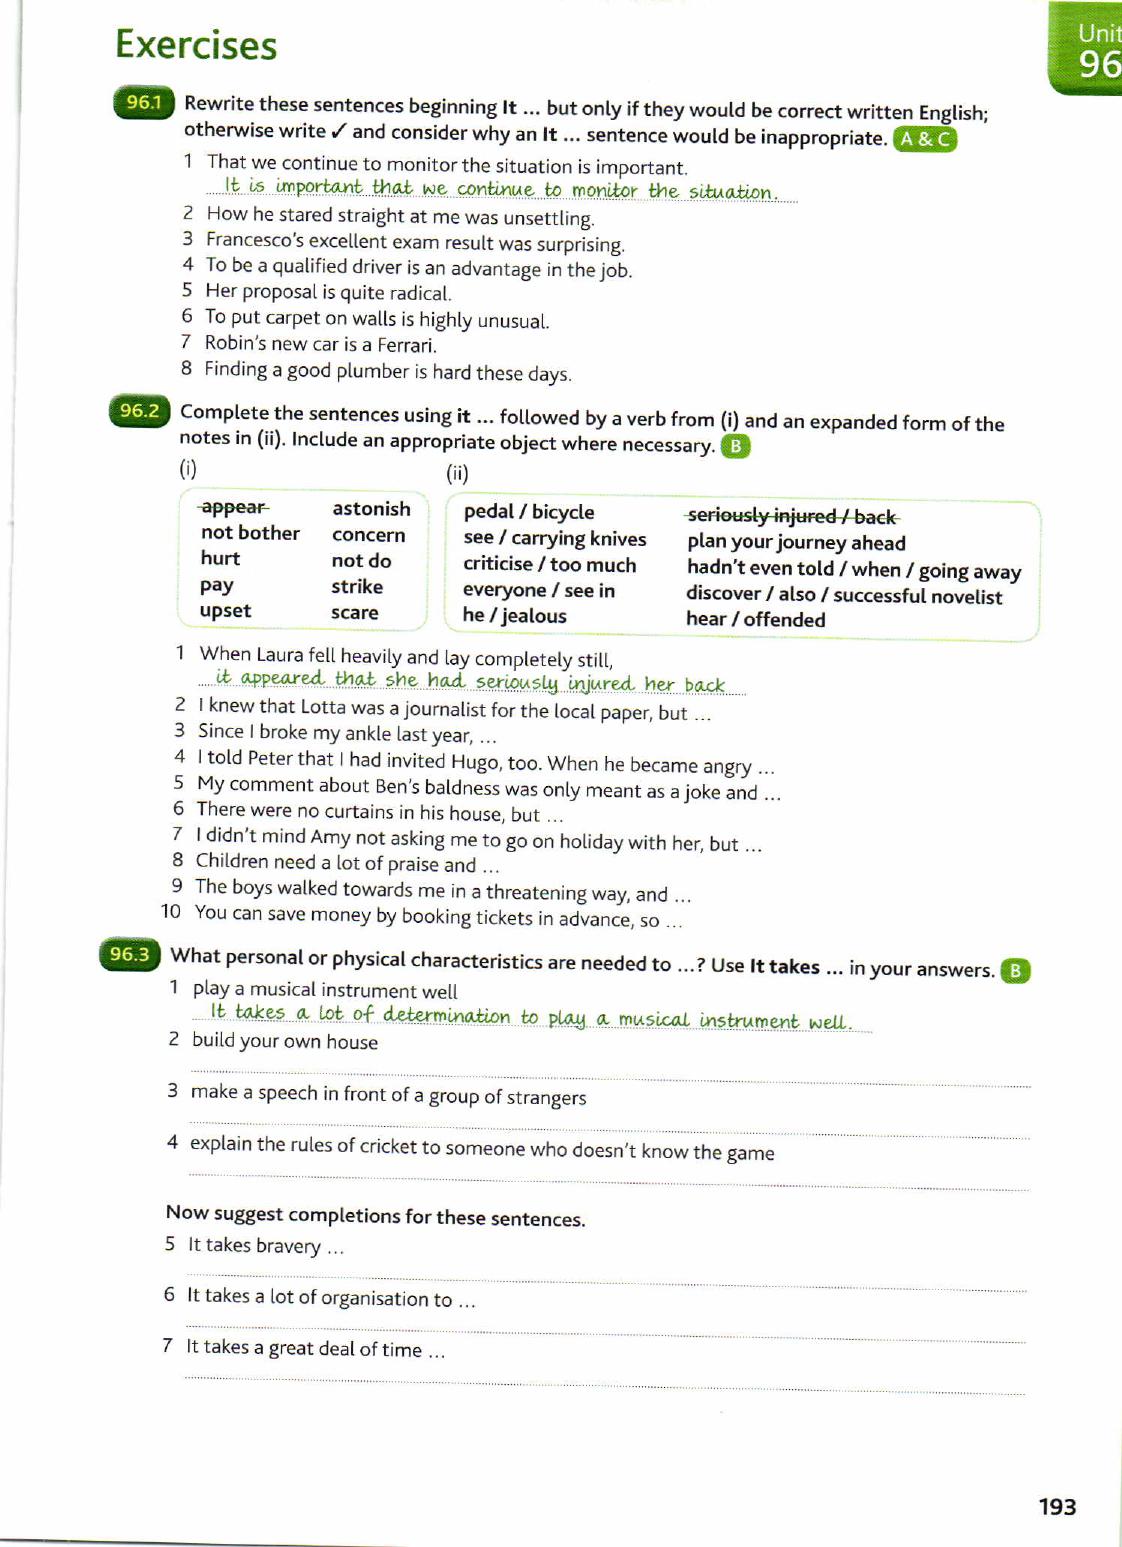 Exercises
Unit
96
96.1 Rewrite these sentences beginning It ... but only if they would be correct written English;
otherwise write ✓ and consider why an It ... sentence would be inappropriate. A & C
1 That we continue to monitor the situation is important.
It is important that we continue to monitor the situation.
2 How he stared straight at me was unsettling.
3 Francesco's excellent exam result was surprising.
4 To be a qualified driver is an advantage in the job.
5 Her proposal is quite radical.
6 To put carpet on walls is highly unusual.
7 Robin's new car is a Ferrari.
8 Finding a good plumber is hard these days.
96.2 Complete the sentences using it ... followed by a verb from (i) and an expanded form of the
notes in (ii). Include an appropriate object where necessary. B
(i) (ii)
appear astonish pedal / bicycle seriously injured / back
not bother concern see / carrying knives plan your journey ahead
hurt not do criticise / too much hadn't even told / when / going away
pay strike everyone / see in discover / also / successful novelist
upset scare he / jealous hear / offended
1 When Laura fell heavily and lay completely still,
it appeared that she had seriously injured her back
2 I knew that Lotta was a journalist for the local paper, but ...
3 Since I broke my ankle last year, ...
4 I told Peter that I had invited Hugo, too. When he became angry ...
5 My comment about Ben's baldness was only meant as a joke and ...
6 There were no curtains in his house, but ...
7 I didn't mind Amy not asking me to go on holiday with her, but ...
8 Children need a lot of praise and ...
9 The boys walked towards me in a threatening way, and ...
10 You can save money by booking tickets in advance, so ...
96.3 What personal or physical characteristics are needed to ...? Use It takes ... in your answers. B
1 play a musical instrument well
It takes a lot of determination to play a musical instrument well.
2 build your own house
3 make a speech in front of a group of strangers
4 explain the rules of cricket to someone who doesn't know the game
Now suggest completions for these sentences.
5 It takes bravery ...
6 It takes a lot of organisation to ...
7 It takes a great deal of time ...
193